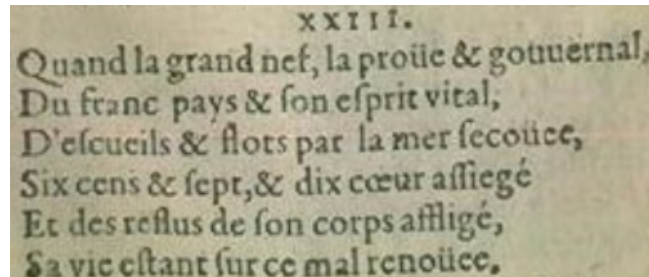 XXIII.
Quand la grand nef, la proüe & gouuernal,
Du franc pays & ſon eſprit vital,
D'eſcueils & flots par la mer ſecoüee,
Six cens & ſept, & dix cœur aſſiegé
Et des reflus de ſon corps affligé,
Sa vie eſtant ſur ce mal renoüee.